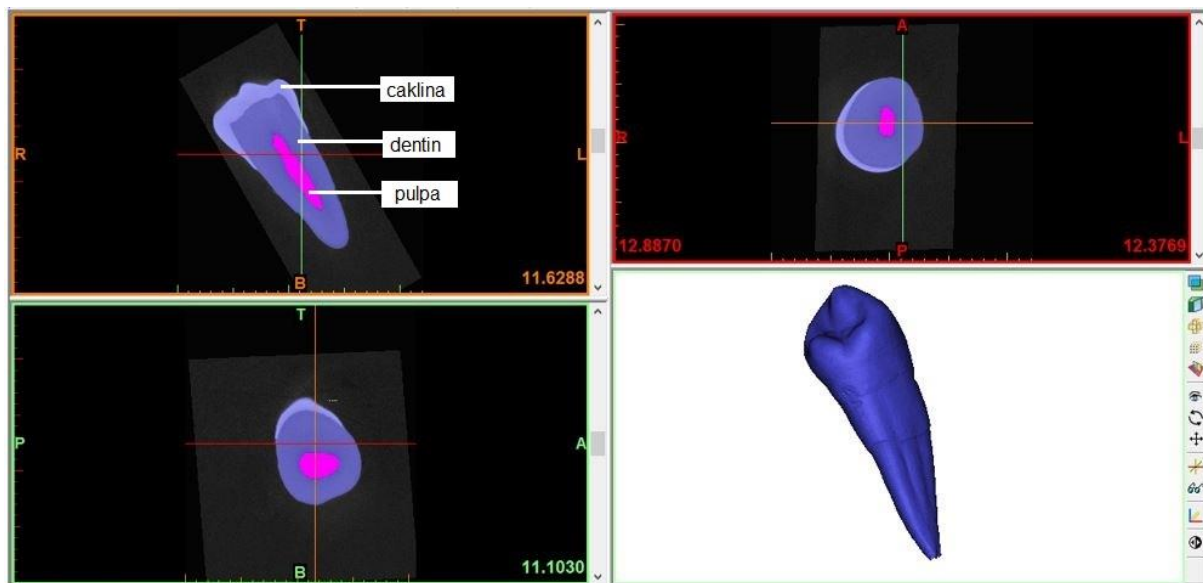 T
caklina
dentin
R
L
pulpa
B
11.6288
A
R
L
P
12.8870
12.3769
T
P
A
B
11.1030